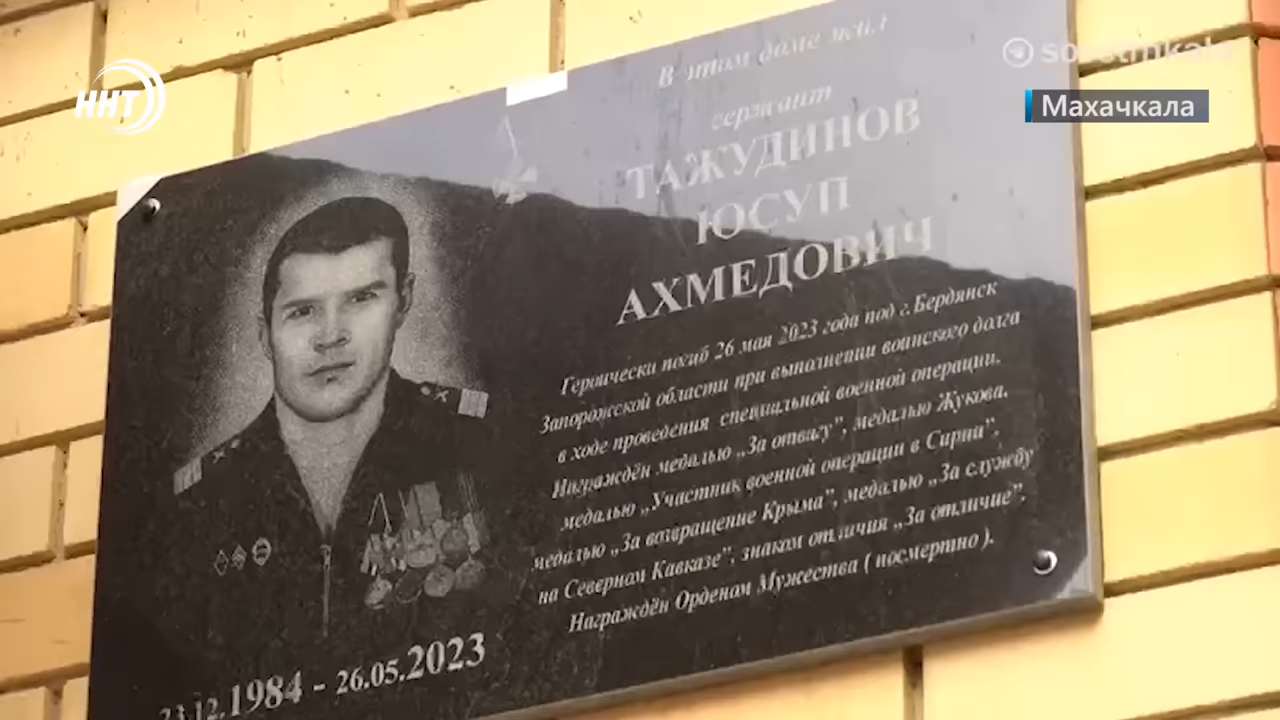 ННТ
Махачкала
В этом доме жил
сержант
ТАЖУДИНОВ
ЮСУП
АХМЕДОВИЧ
Героически погиб 26 мая 2023 года под г. Бердянск
Запорожской области при выполнении воинского долга
в ходе проведения специальной военной операции.
Награждён медалью „За отвагу”, медалью Жукова,
медалью „Участник военной операции в Сирии”,
медалью „За возвращение Крыма”, медалью „За службу
на Северном Кавказе”, знаком отличия „За отличие”.
Награждён Орденом Мужества ( посмертно ).
23.12.1984 - 26.05.2023